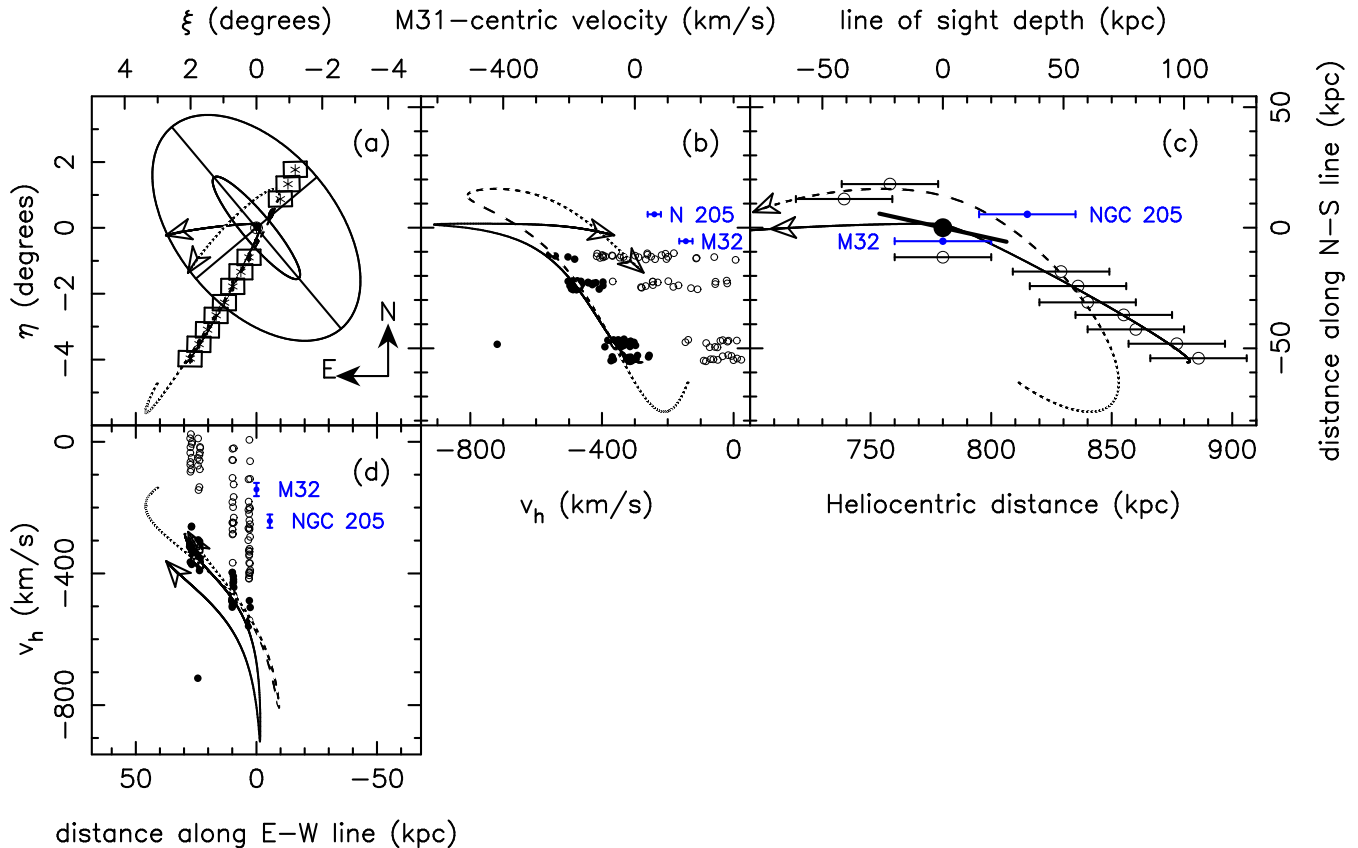 ξ (degrees) M31−centric velocity (km/s) line of sight depth (kpc)
4 2 0 −2 −4 −400 0 −40 0 50 100
(a) (b) (c)
η (degrees)
2
0
−2
−4
N
E
N 205
M32
NGC 205
M32
50
0
−50
distance along N−S line (kpc)
−800 −400 0 750 800 850 900
v_h (km/s) Heliocentric distance (kpc)
(d)
v_h (km/s)
0
−400
−800
M32
NGC 205
50 0 −50
distance along E−W line (kpc)